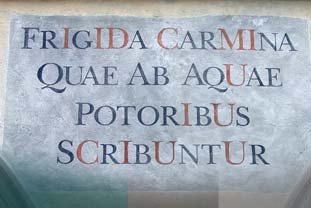 FRIGIDA CARMINA
QUAE AB AQUAE
POTORIBUS
SCRIBUNTUR